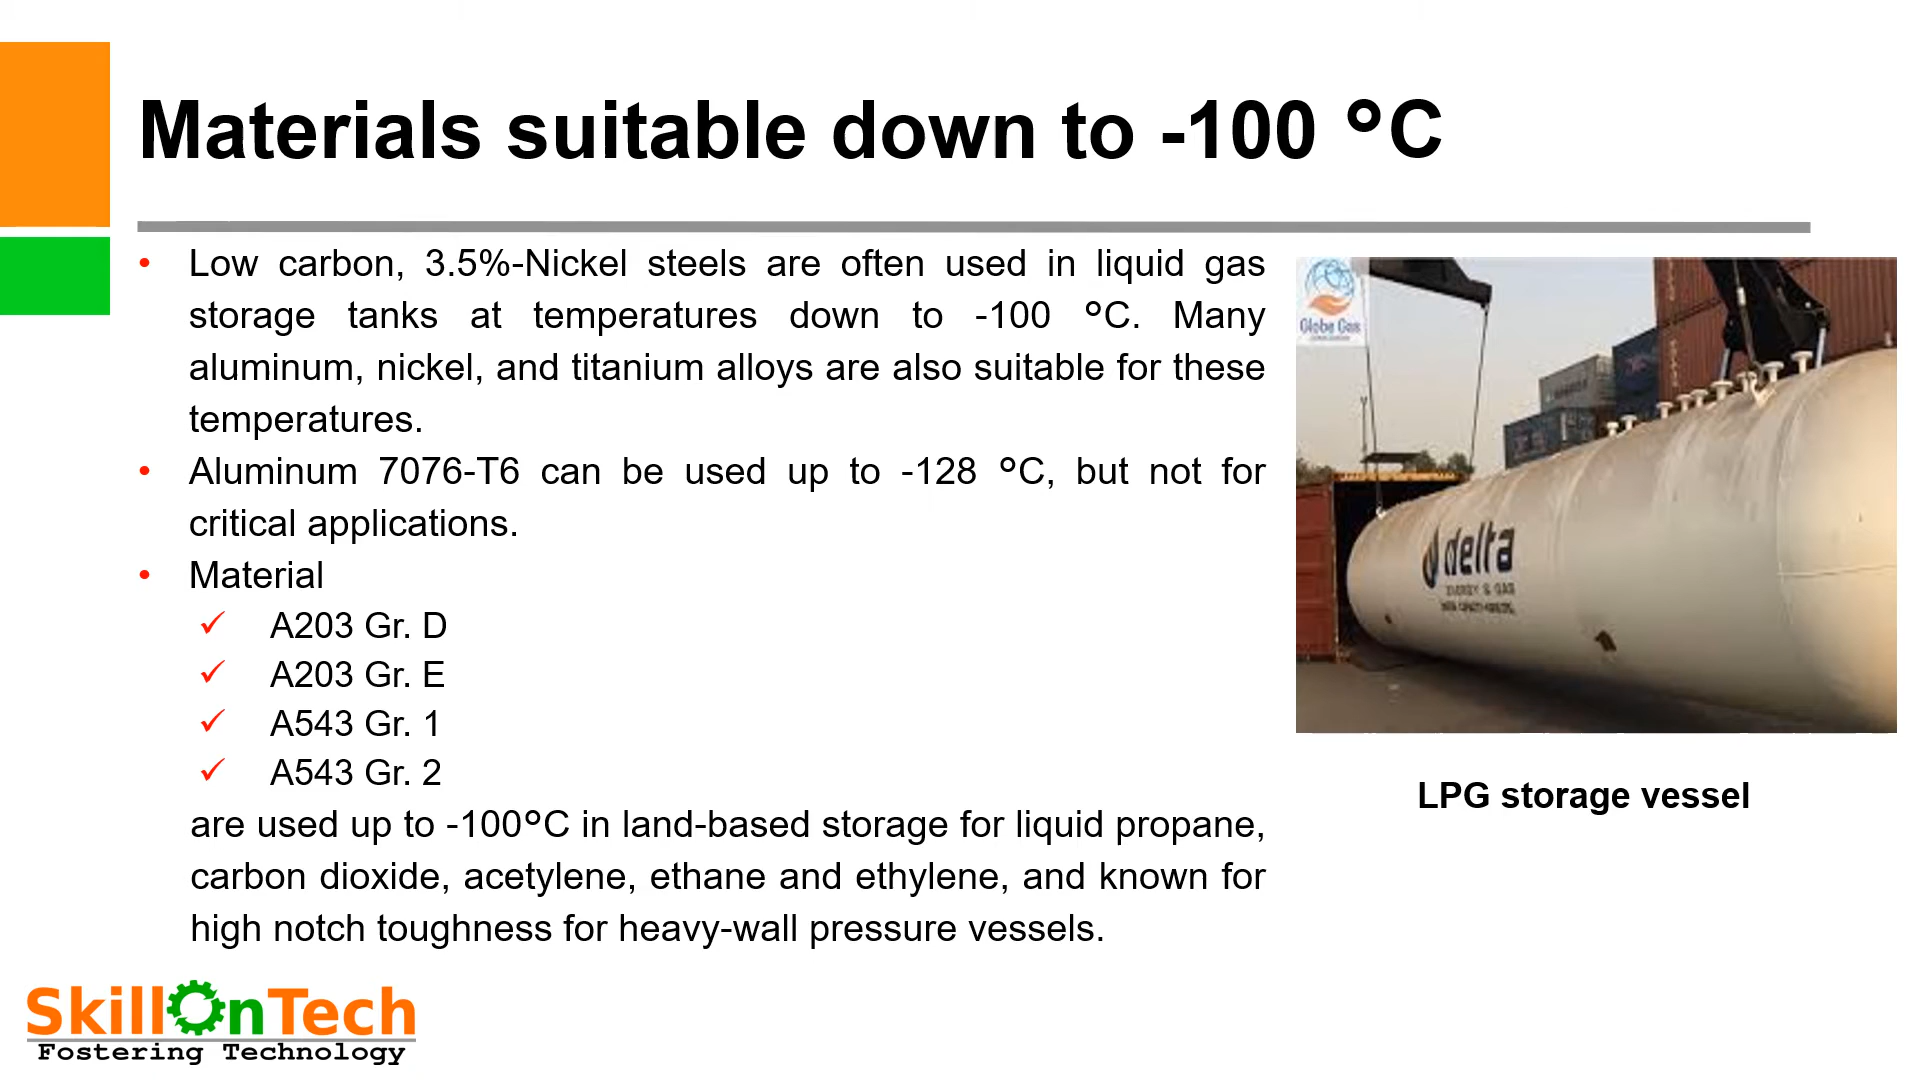 Materials suitable down to -100 °C
• Low carbon, 3.5%-Nickel steels are often used in liquid gas
storage tanks at temperatures down to -100 °C. Many
aluminum, nickel, and titanium alloys are also suitable for these
temperatures.
• Aluminum 7076-T6 can be used up to -128 °C, but not for
critical applications.
• Material
✓ A203 Gr. D
✓ A203 Gr. E
✓ A543 Gr. 1
✓ A543 Gr. 2
are used up to -100°C in land-based storage for liquid propane,
carbon dioxide, acetylene, ethane and ethylene, and known for
high notch toughness for heavy-wall pressure vessels.
Globe Gas
delta
ENERGY & GAS
LPG storage vessel
SkillOnTech
Fostering Technology